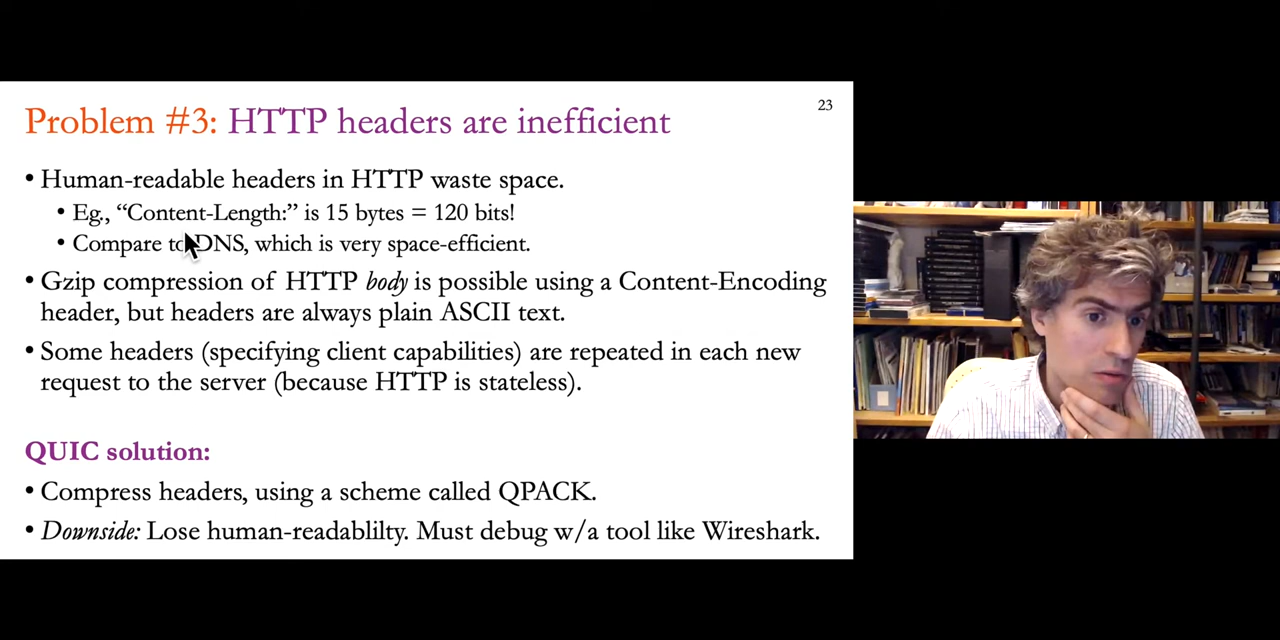 23
Problem #3: HTTP headers are inefficient
• Human-readable headers in HTTP waste space.
• Eg., “Content-Length:” is 15 bytes = 120 bits!
• Compare to DNS, which is very space-efficient.
• Gzip compression of HTTP body is possible using a Content-Encoding
header, but headers are always plain ASCII text.
• Some headers (specifying client capabilities) are repeated in each new
request to the server (because HTTP is stateless).
QUIC solution:
• Compress headers, using a scheme called QPACK.
• Downside: Lose human-readablilty. Must debug w/a tool like Wireshark.